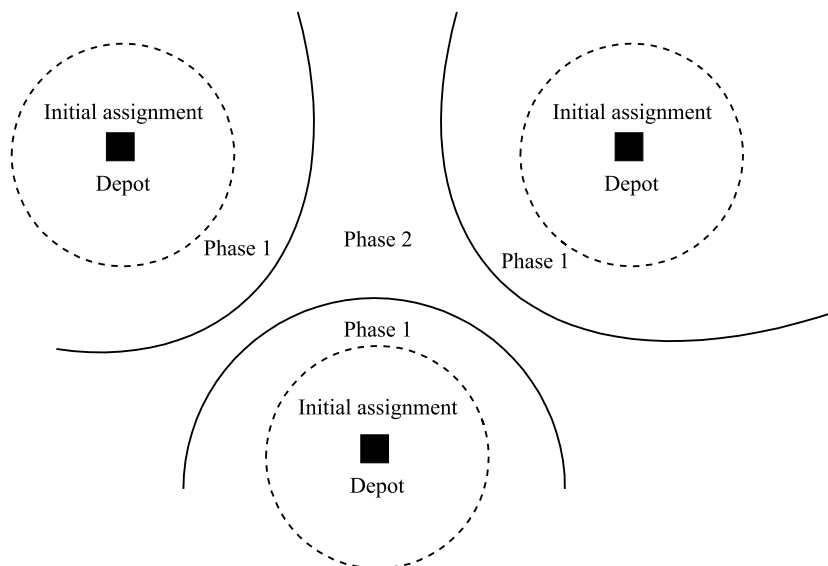 Initial assignment
Depot
Phase 1
Initial assignment
Depot
Phase 1
Phase 2
Phase 1
Initial assignment
Depot